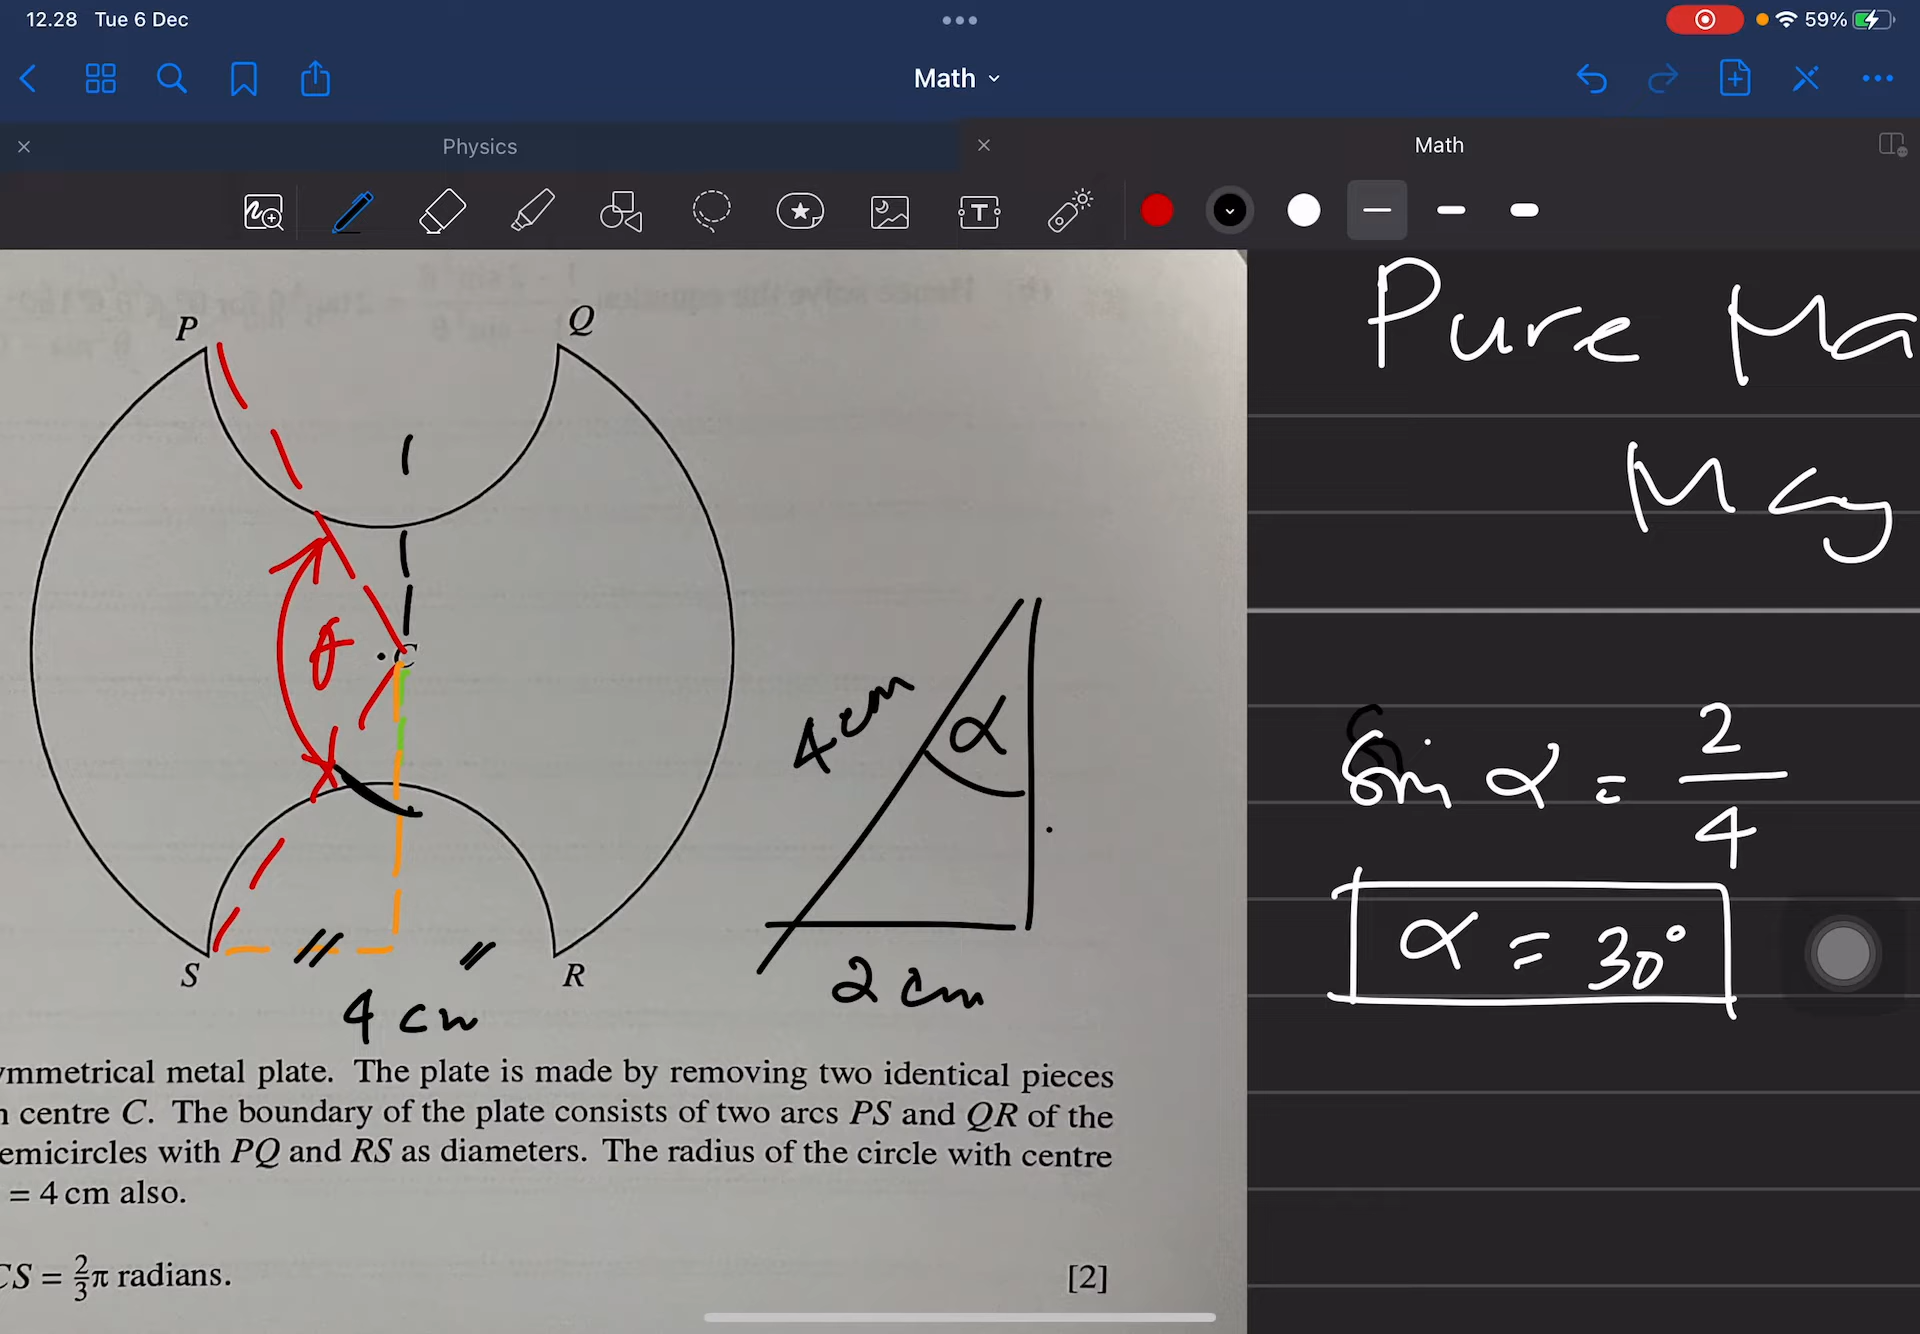 12.28 Tue 6 Dec
59%
Math
Physics
Math
T
P
Q
Pure Ma
May
θ
C
4 cm
α
Sin α = 2/4
α = 30°
S
R
2 cm
4 cm
ymmetrical metal plate. The plate is made by removing two identical pieces
n centre C. The boundary of the plate consists of two arcs PS and QR of the
emicircles with PQ and RS as diameters. The radius of the circle with centre
= 4 cm also.
CS = 2/3π radians. [2]